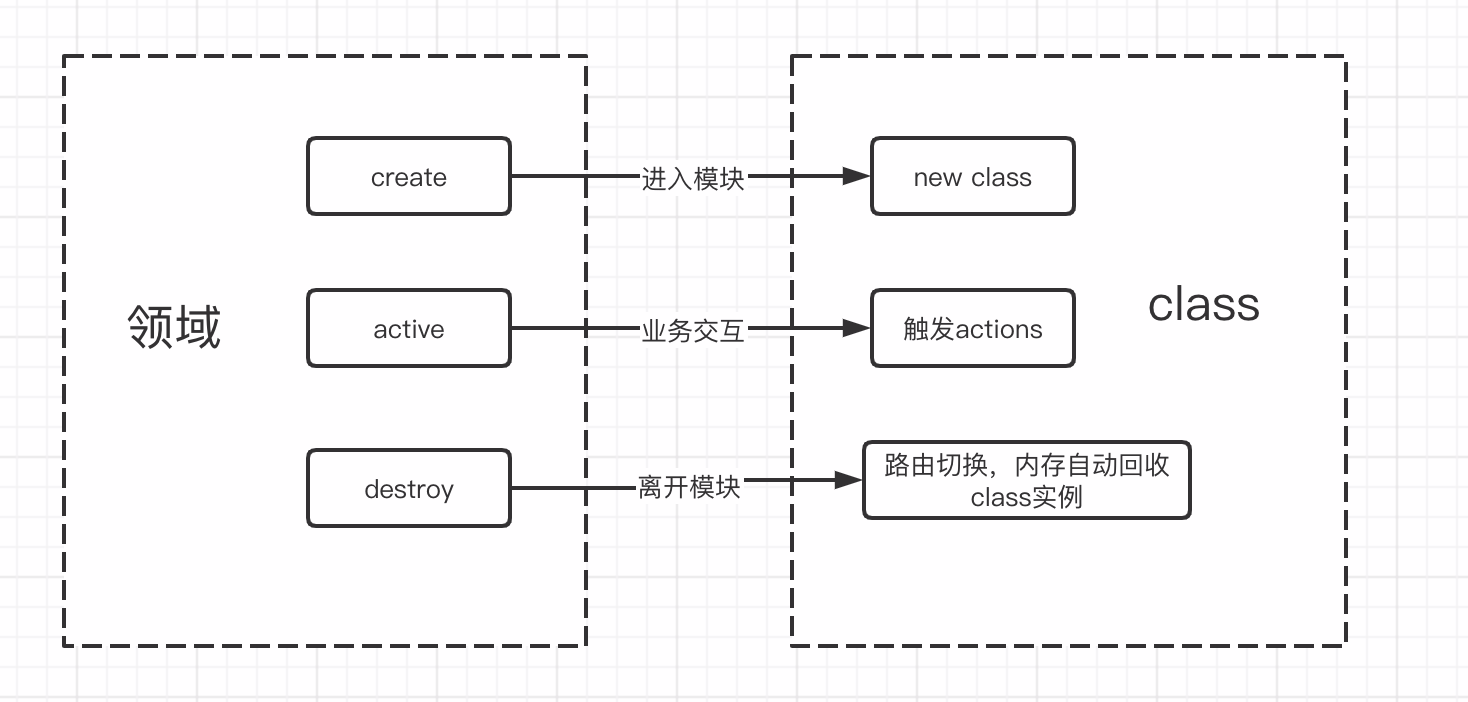 领域
create
进入模块
new class
active
业务交互
触发actions
class
destroy
离开模块
路由切换，内存自动回收
class实例